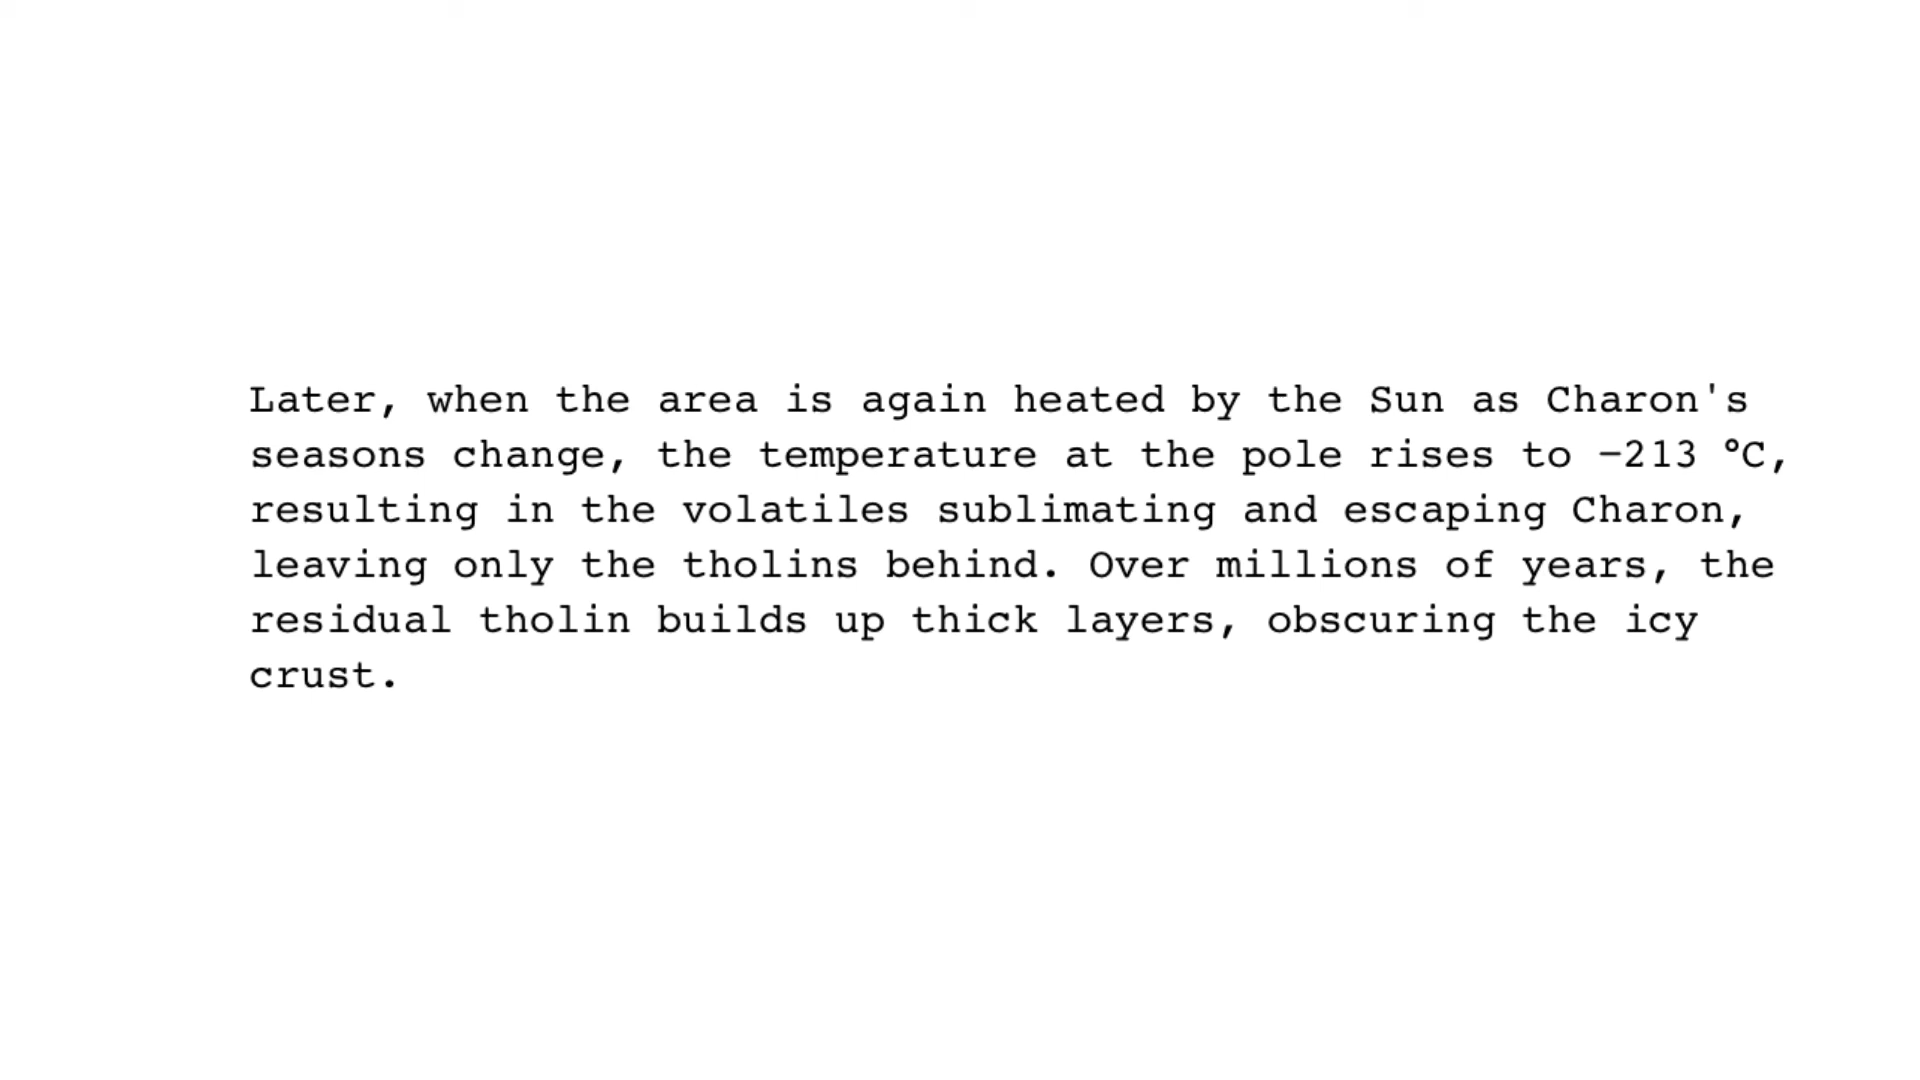 Later, when the area is again heated by the Sun as Charon's
seasons change, the temperature at the pole rises to −213 °C,
resulting in the volatiles sublimating and escaping Charon,
leaving only the tholins behind. Over millions of years, the
residual tholin builds up thick layers, obscuring the icy
crust.